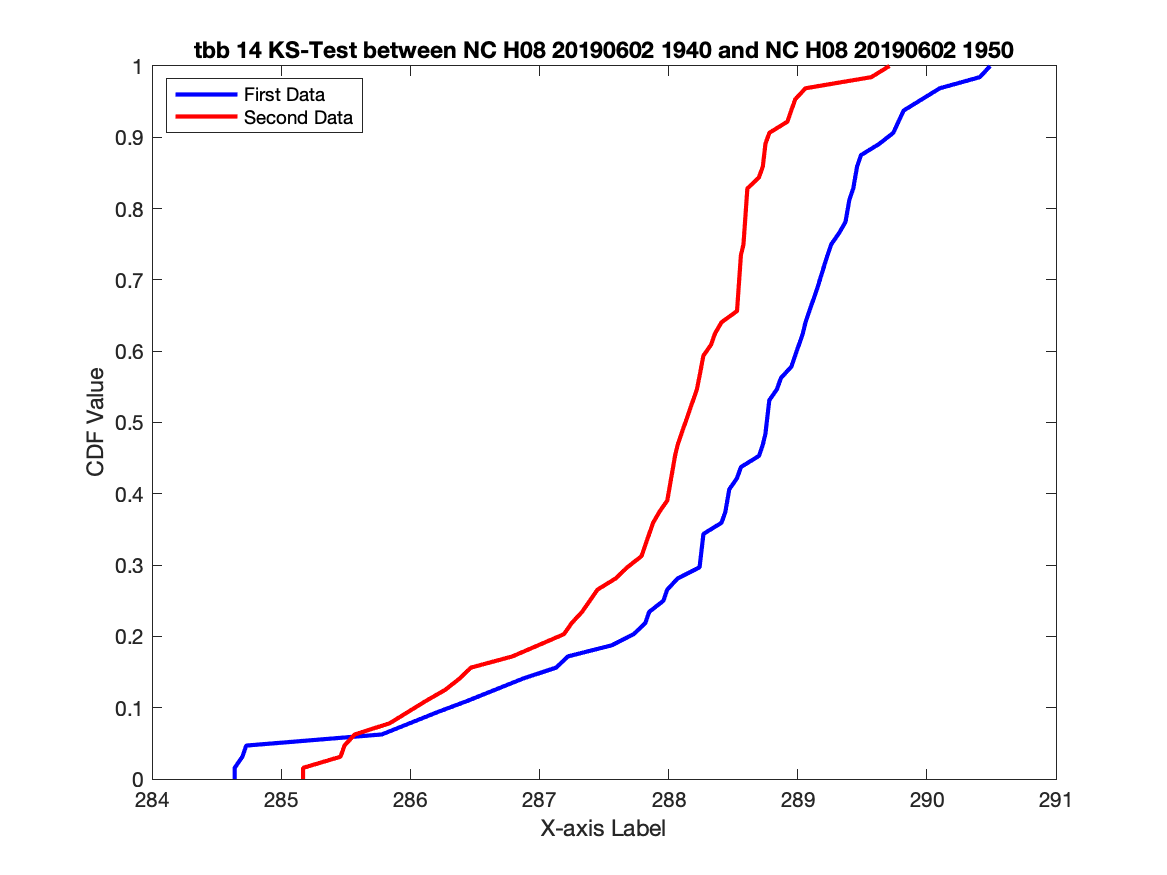 tbb 14 KS-Test between NC H08 20190602 1940 and NC H08 20190602 1950
First Data
Second Data
1
0.9
0.8
0.7
0.6
0.5
0.4
0.3
0.2
0.1
0
CDF Value
284 285 286 287 288 289 290 291
X-axis Label